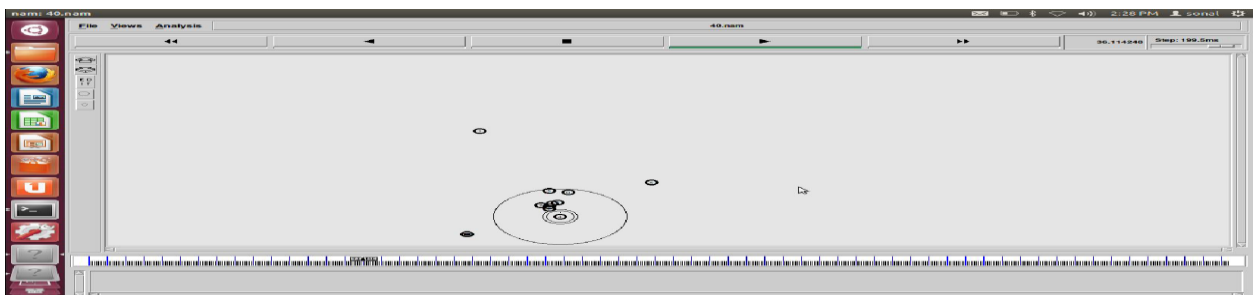 nam: 40.nam
2:26 PM sonal
File Views Analysis 40.nam
36.114240 Step: 199.5ms